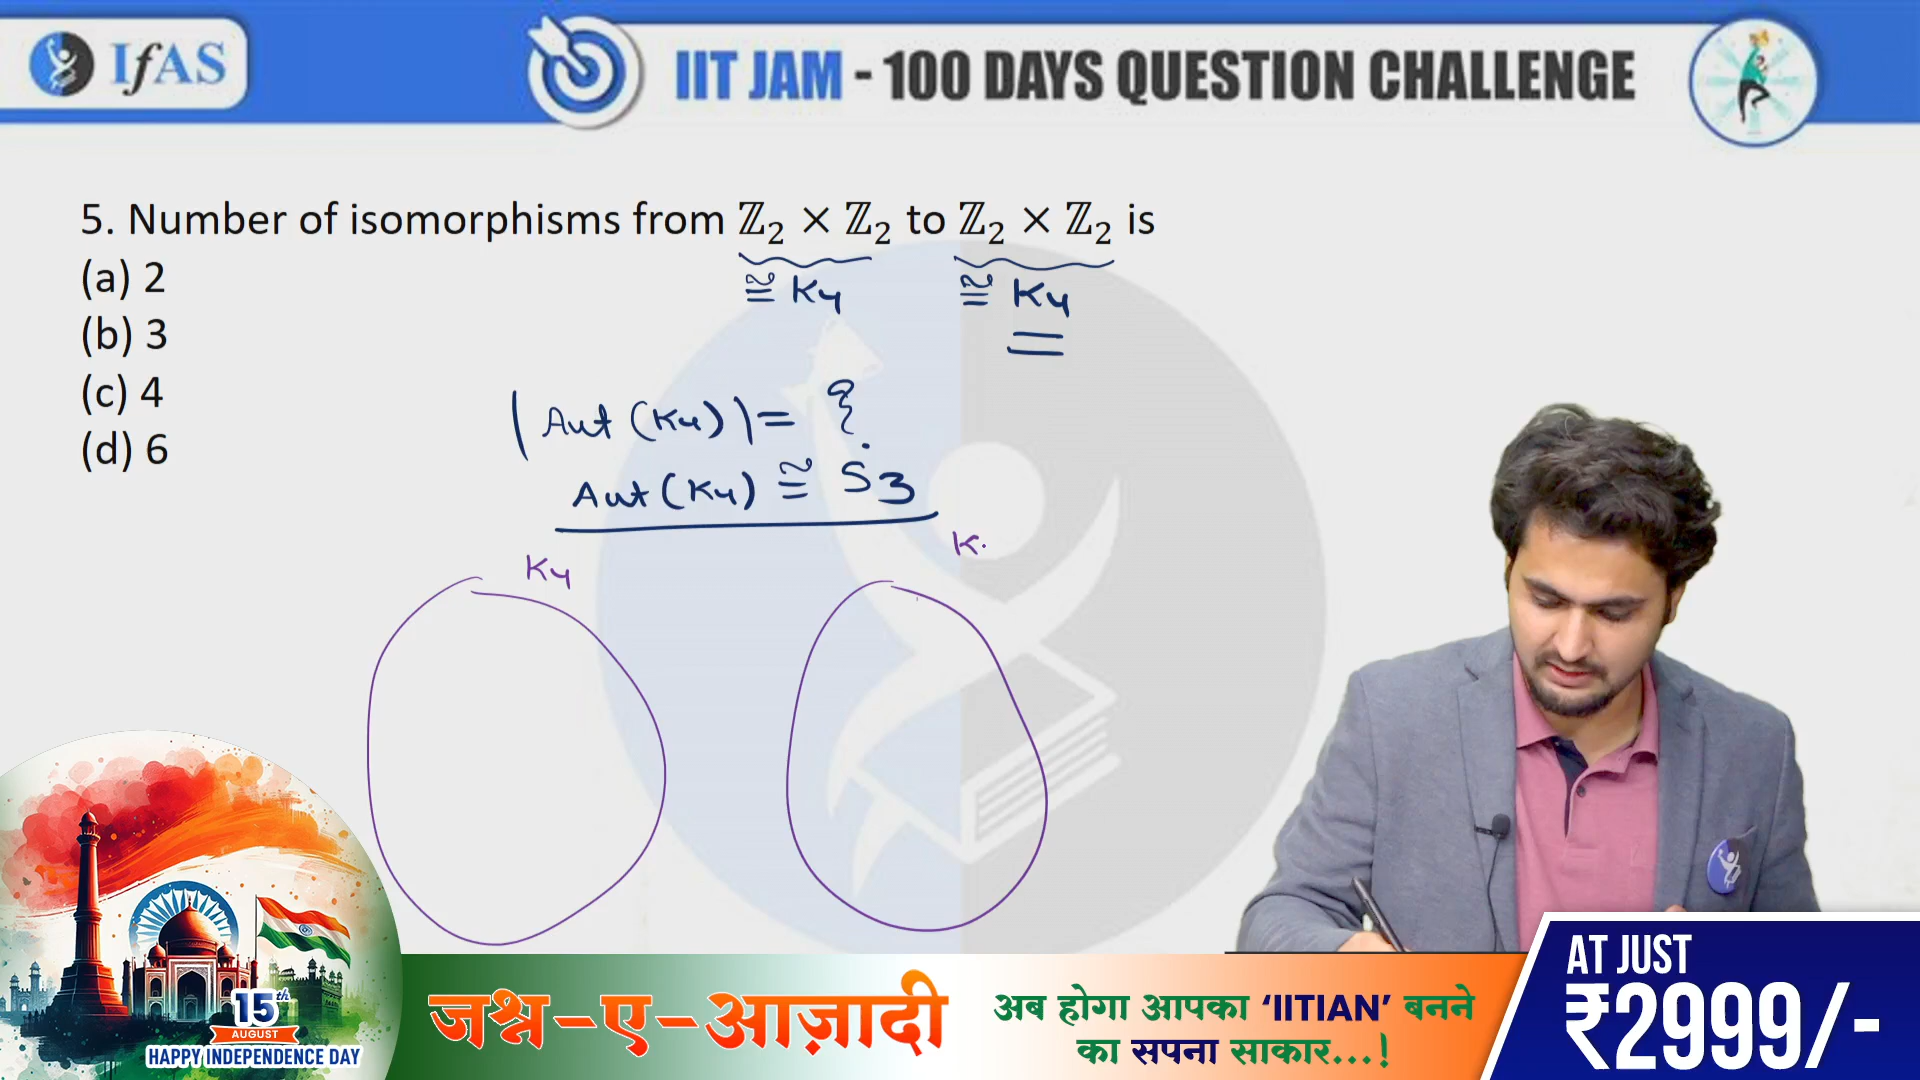 IfAS
IIT JAM - 100 DAYS QUESTION CHALLENGE
5. Number of isomorphisms from ℤ₂ × ℤ₂ to ℤ₂ × ℤ₂ is
≅ K₄ ≅ K₄
(a) 2
(b) 3
(c) 4
(d) 6
|Aut (K₄)| = ?
Aut (K₄) ≅ S₃
K₄ K.
15th
AUGUST
HAPPY INDEPENDENCE DAY
जश्न-ए-आज़ादी
अब होगा आपका ‘IITIAN’ बनने
का सपना साकार...!
AT JUST
₹2999/-